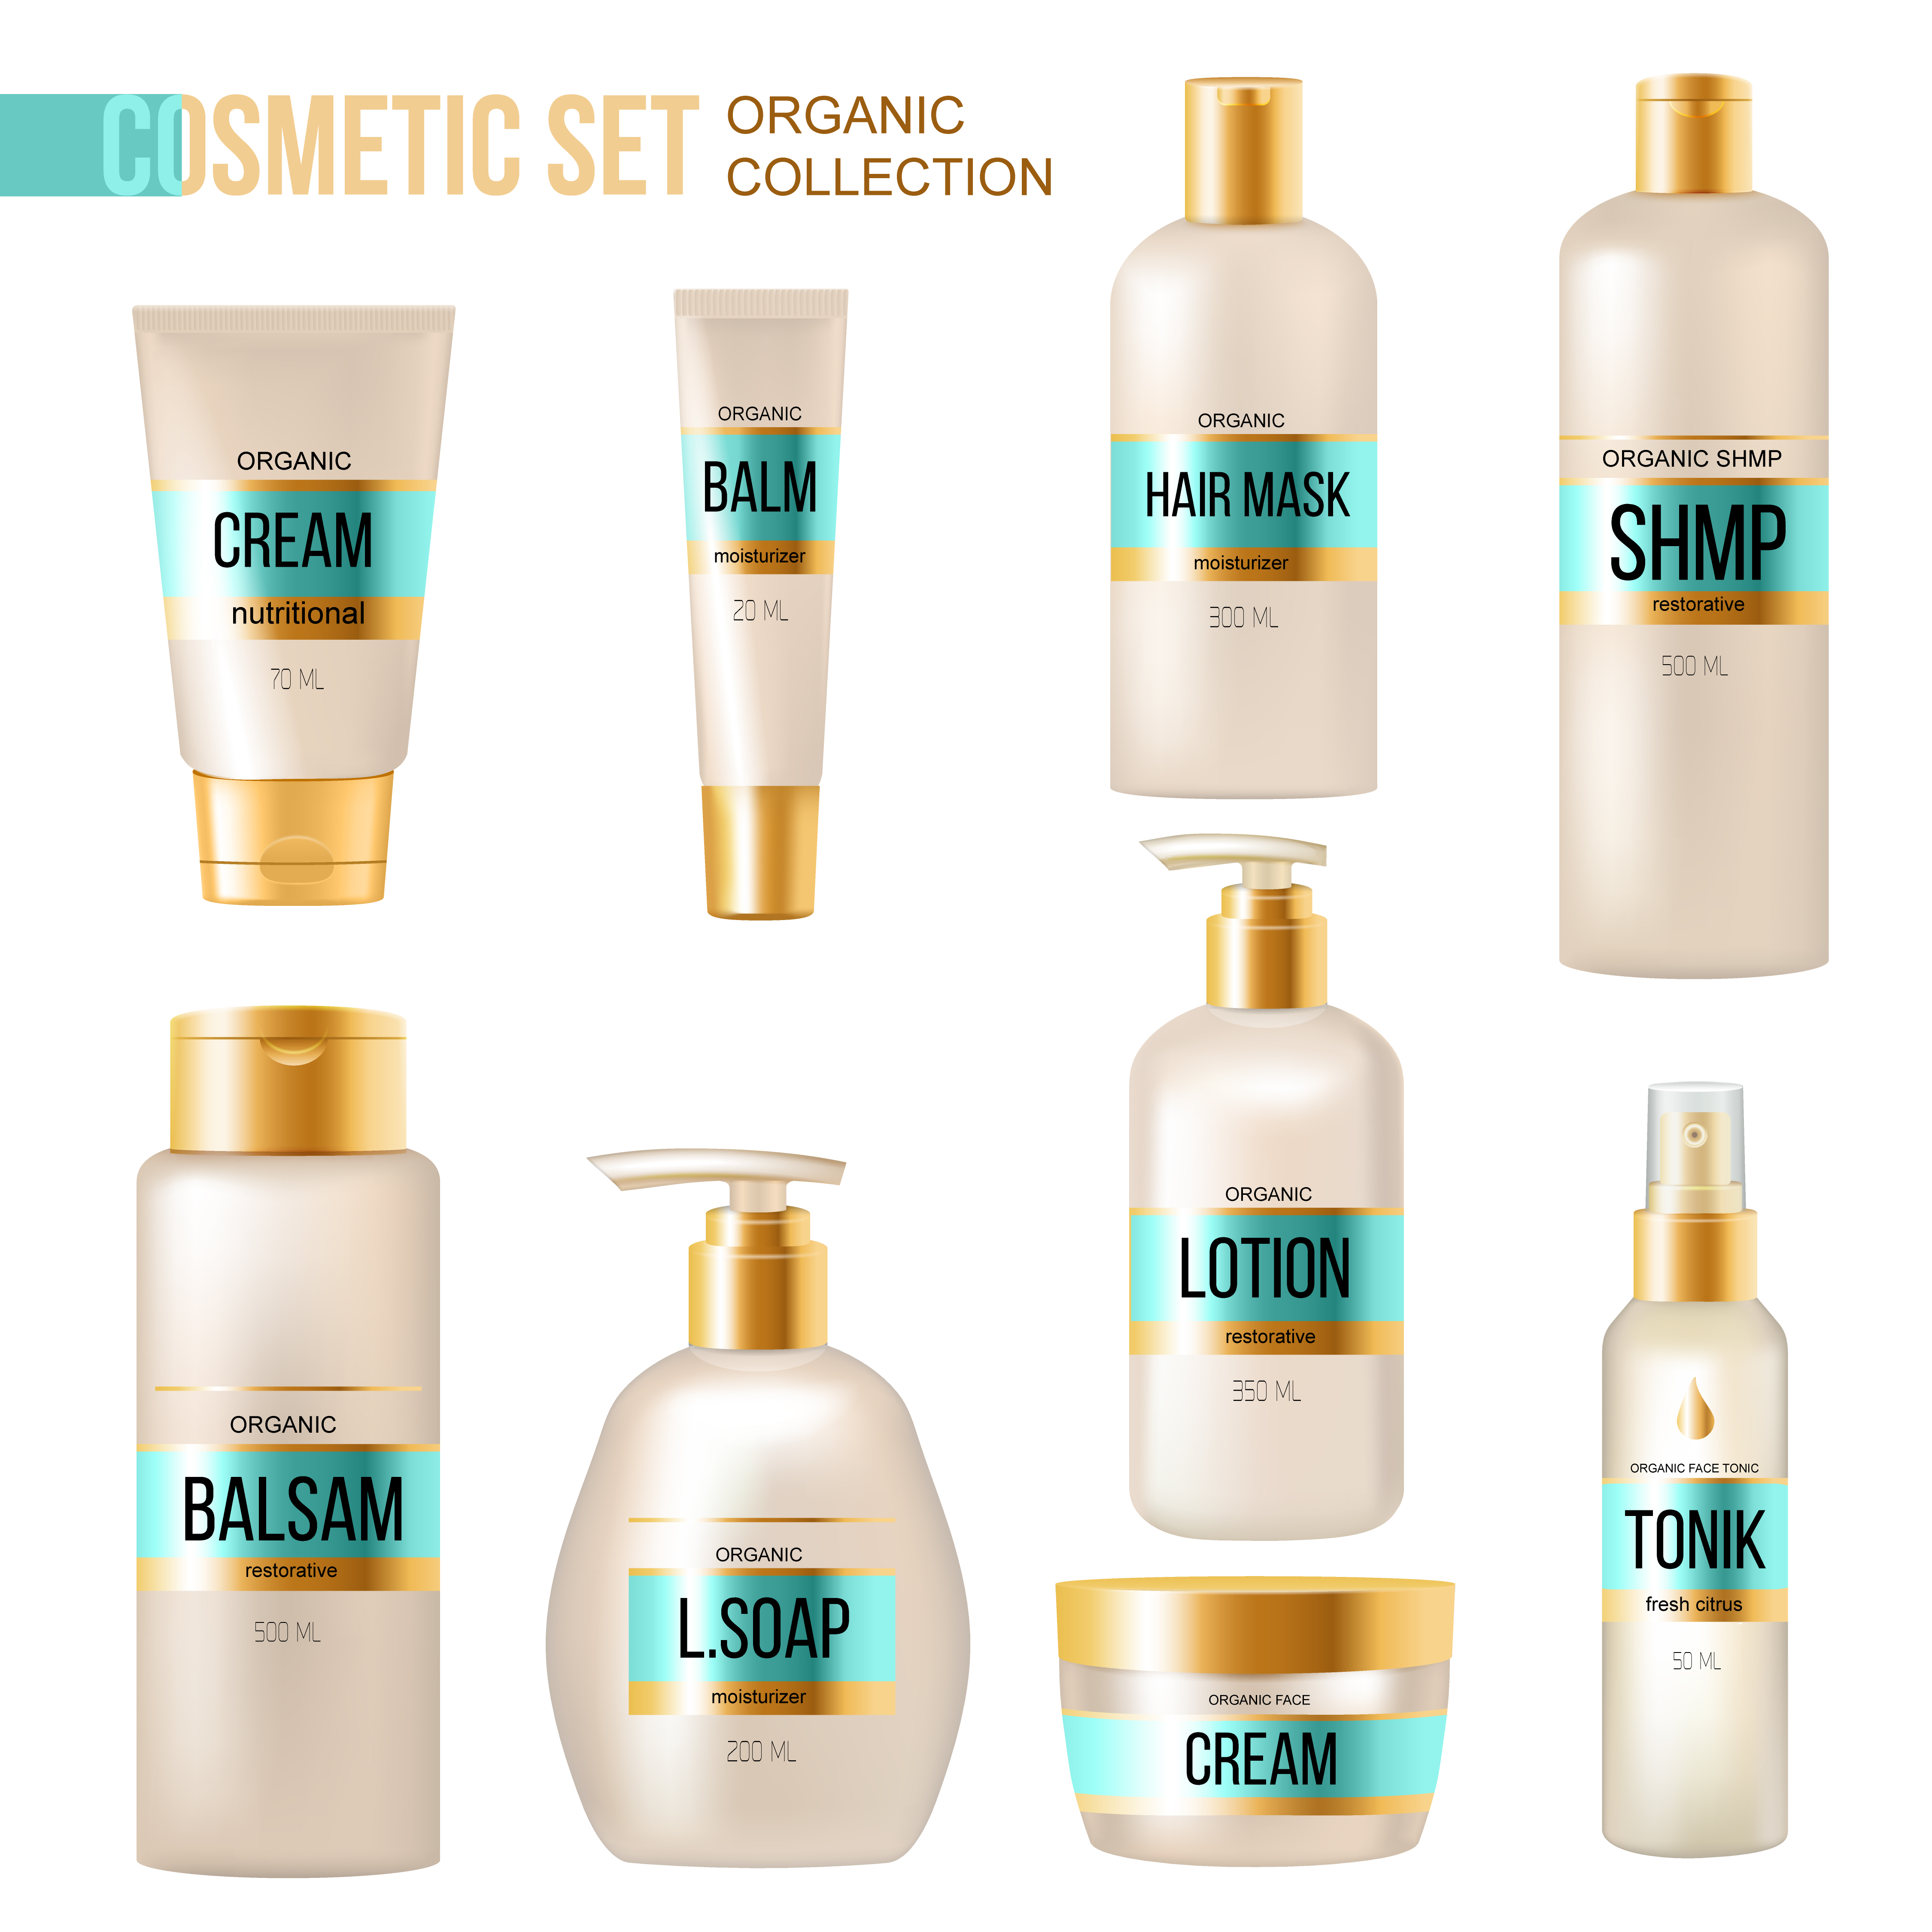 COSMETIC SET
ORGANIC
COLLECTION
ORGANIC
CREAM
nutritional
70 ML
ORGANIC
BALM
moisturizer
20 ML
ORGANIC
HAIR MASK
moisturizer
300 ML
ORGANIC SHMP
SHMP
restorative
500 ML
ORGANIC
BALSAM
restorative
500 ML
ORGANIC
L.SOAP
moisturizer
200 ML
ORGANIC
LOTION
restorative
350 ML
ORGANIC FACE
CREAM
ORGANIC FACE TONIC
TONIK
fresh citrus
50 ML